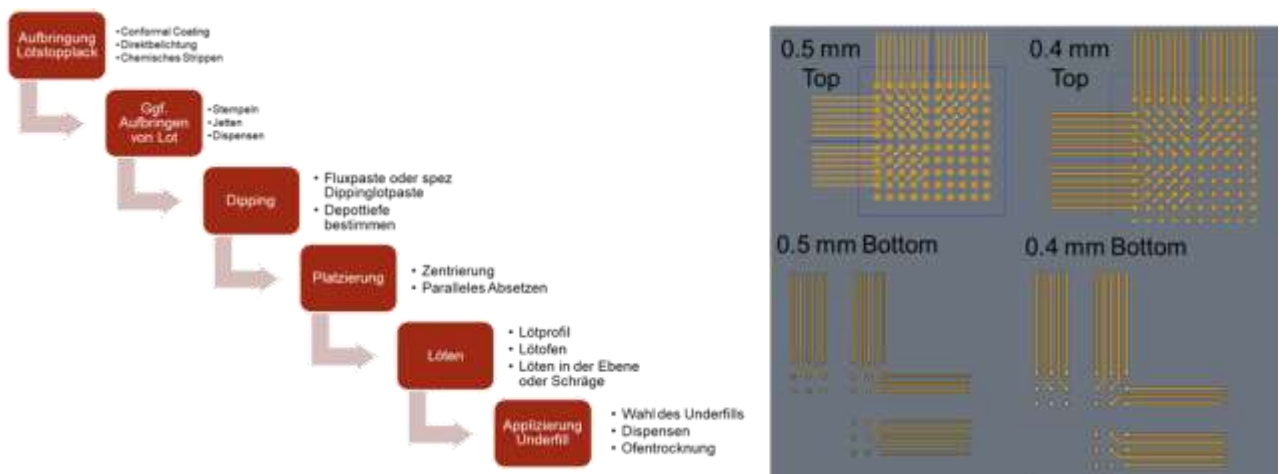 Aufbringung
Lötstopplack
•Conformal Coating
•Direktbelichtung
•Chemisches Strippen
Ggf.
Aufbringen
von Lot
•Stempeln
•Jetten
•Dispensen
Dipping
• Fluxpaste oder spez
Dippinglotpaste
• Depottiefe
bestimmen
Platzierung
• Zentrierung
• Paralleles Absetzen
Löten
• Lötprofil
• Lötofen
• Löten in der Ebene
oder Schräge
Applizierung
Underfill
• Wahl des Underfills
• Dispensen
• Ofentrocknung
0.5 mm
Top
0.4 mm
Top
0.5 mm Bottom
0.4 mm Bottom